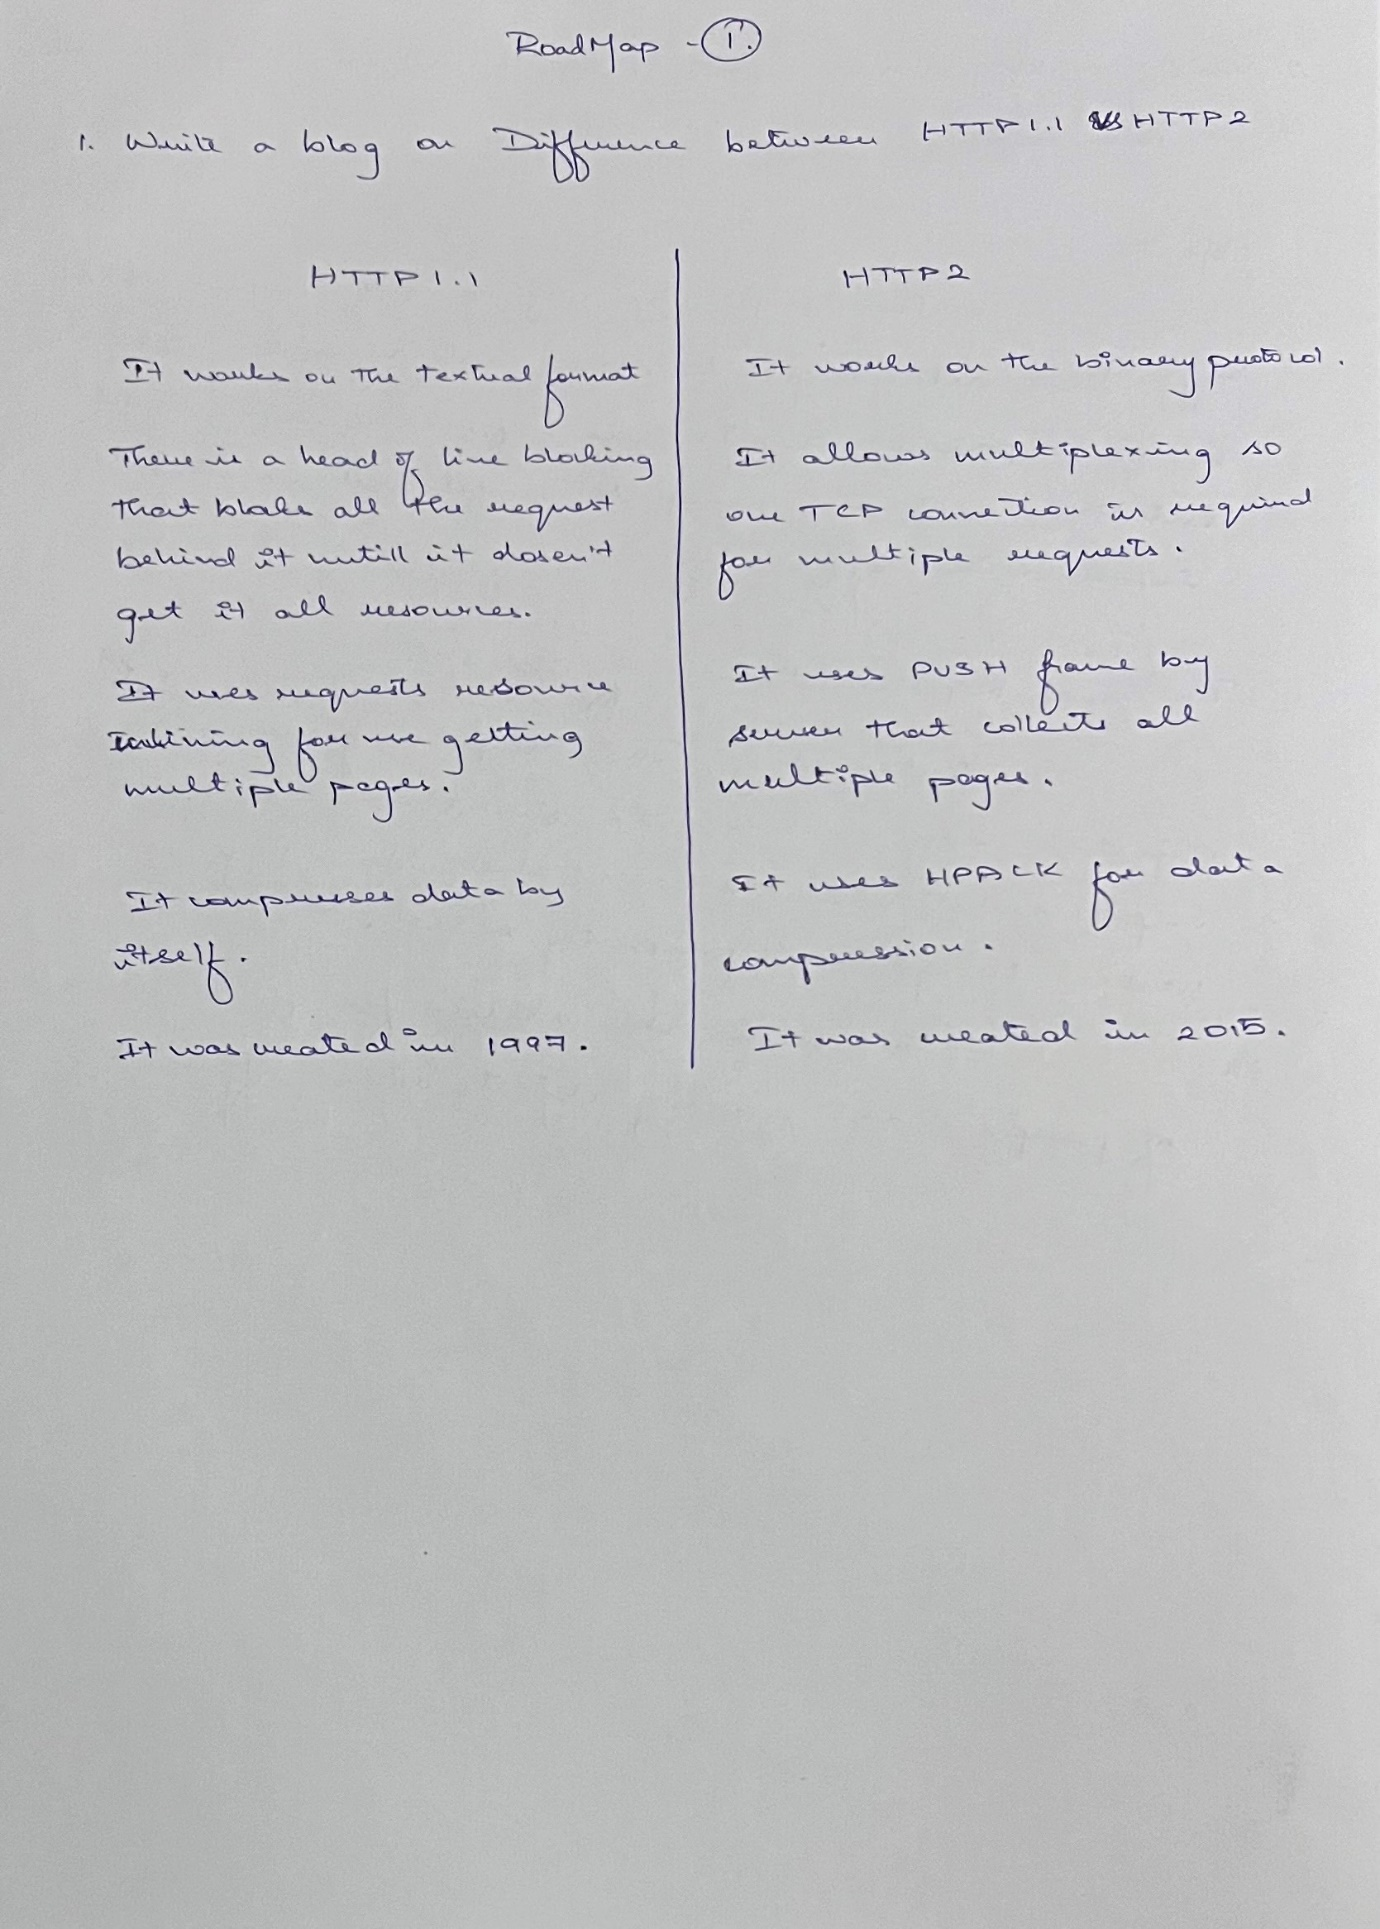 RoadMap - 1.
1. Write a blog on Difference between HTTP1.1 VS HTTP2
HTTP1.1
It works on the textual format
There is a head of line blocking
that blocks all the request
behind it untill it dosen't
get it all resources.
It uses requests resource
for getting
multiple pages.
It compresses data by
itself.
It was created in 1997.
HTTP2
It works on the binary protocol.
It allows multiplexing so
one TCP connection is required
for multiple requests.
It uses PUSH frame by
server that collects all
multiple pages.
It uses HPACK for data
compression.
It was created in 2015.